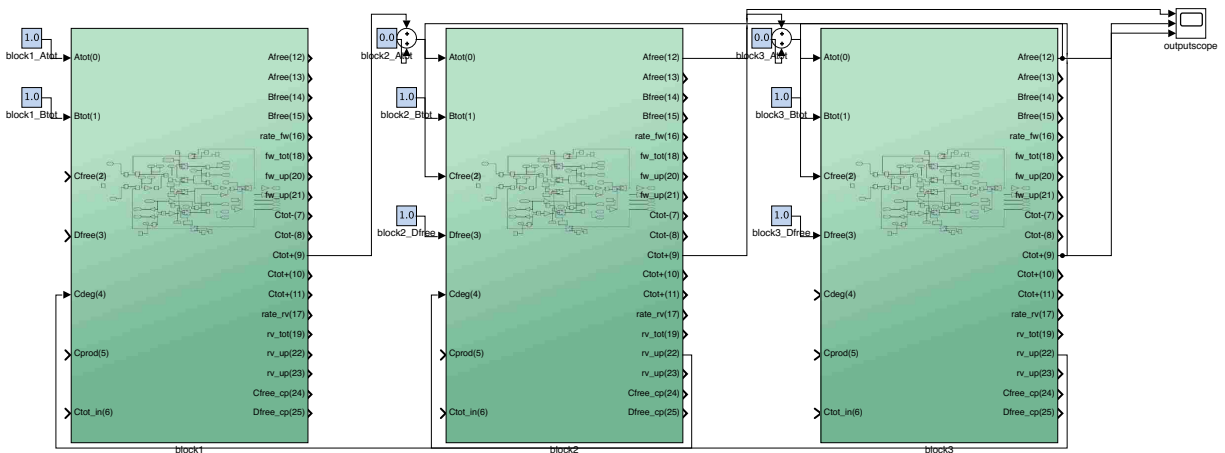 1.0
block1_Atot
1.0
block1_Btot
Atot(0)
Btot(1)
Cfree(2)
Dfree(3)
Cdeg(4)
Cprod(5)
Ctot_in(6)
Afree(12)
Afree(13)
Bfree(14)
Bfree(15)
rate_fw(16)
fw_tot(18)
fw_up(20)
fw_up(21)
Ctot-(7)
Ctot-(8)
Ctot+(9)
Ctot+(10)
Ctot+(11)
rate_rv(17)
rv_tot(19)
rv_up(22)
rv_up(23)
Cfree_cp(24)
Dfree_cp(25)
block1
0.0
block2_Atot
1.0
block2_Btot
1.0
block2_Dfree
Atot(0)
Btot(1)
Cfree(2)
Dfree(3)
Cdeg(4)
Cprod(5)
Ctot_in(6)
Afree(12)
Afree(13)
Bfree(14)
Bfree(15)
rate_fw(16)
fw_tot(18)
fw_up(20)
fw_up(21)
Ctot-(7)
Ctot-(8)
Ctot+(9)
Ctot+(10)
Ctot+(11)
rate_rv(17)
rv_tot(19)
rv_up(22)
rv_up(23)
Cfree_cp(24)
Dfree_cp(25)
block2
0.0
block3_Atot
1.0
block3_Btot
1.0
block3_Dfree
Atot(0)
Btot(1)
Cfree(2)
Dfree(3)
Cdeg(4)
Cprod(5)
Ctot_in(6)
Afree(12)
Afree(13)
Bfree(14)
Bfree(15)
rate_fw(16)
fw_tot(18)
fw_up(20)
fw_up(21)
Ctot-(7)
Ctot-(8)
Ctot+(9)
Ctot+(10)
Ctot+(11)
rate_rv(17)
rv_tot(19)
rv_up(22)
rv_up(23)
Cfree_cp(24)
Dfree_cp(25)
block3
outputscope